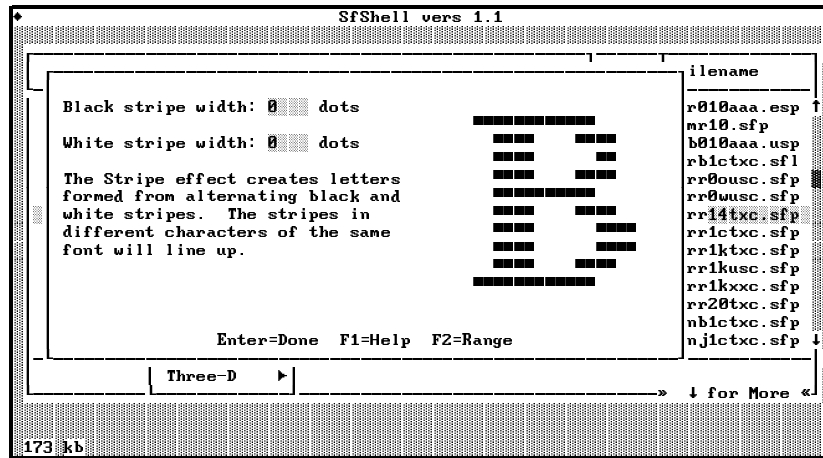 SfShell vers 1.1
ilename
Black stripe width: 0 dots
White stripe width: 0 dots
The Stripe effect creates letters
formed from alternating black and
white stripes. The stripes in
different characters of the same
font will line up.
Enter=Done F1=Help F2=Range
r010aaa.esp ↑
mr10.sfp
b010aaa.usp
rb1ctxc.sfl
rr0ousc.sfp
rr0wusc.sfp
rr14txc.sfp
rr1ctxc.sfp
rr1ktxc.sfp
rr1kusc.sfp
rr1kxxc.sfp
rr20txc.sfp
nb1ctxc.sfp
nj1ctxc.sfp ↓
Three-D ►
» ↓ for More «
173 kb